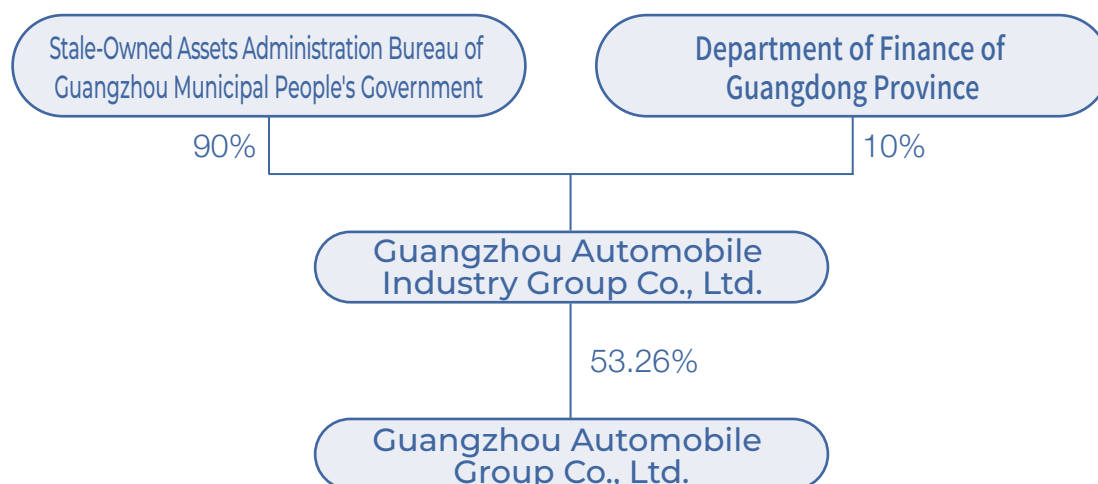 Stale-Owned Assets Administration Bureau of
Guangzhou Municipal People's Government
Department of Finance of
Guangdong Province
90%
10%
Guangzhou Automobile
Industry Group Co., Ltd.
53.26%
Guangzhou Automobile
Group Co., Ltd.